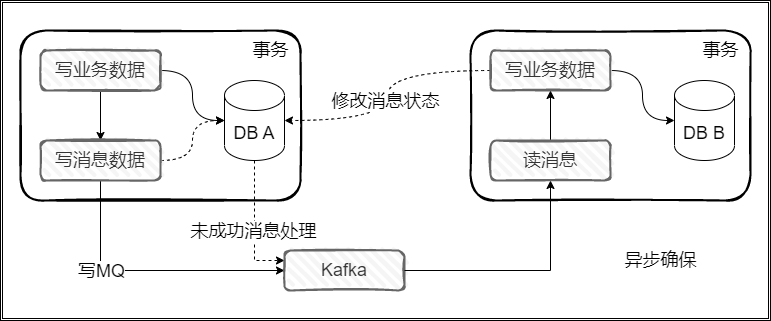 事务
写业务数据
DB A
写消息数据
修改消息状态
事务
写业务数据
DB B
读消息
未成功消息处理
写MQ
Kafka
异步确保